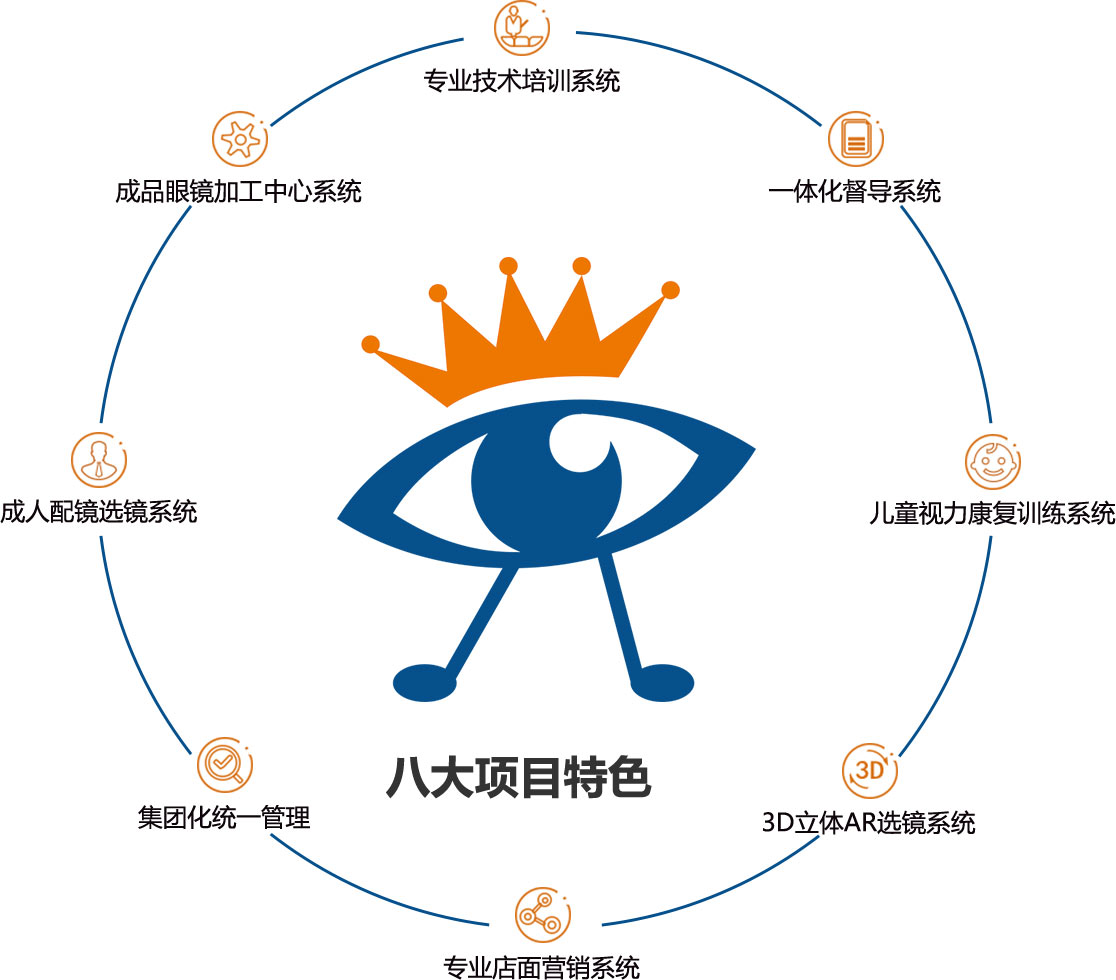 专业技术培训系统
成品眼镜加工中心系统
一体化督导系统
成人配镜选镜系统
儿童视力康复训练系统
八大项目特色
集团化统一管理
3D
3D立体AR选镜系统
专业店面营销系统